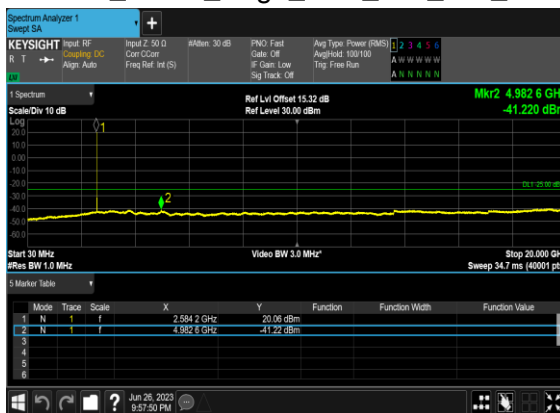 Spectrum Analyzer 1
Swept SA
KEYSIGHT Input: RF Input Z: 50 Ω #Atten: 30 dB PNO: Fast Avg Type: Power (RMS) 1 2 3 4 5 6
R T Coupling: DC Corr CCorr Gate: Off Avg|Hold: 100/100 A W W W W W
Align: Auto Freq Ref: Int (S) IF Gain: Low Trig: Free Run A N N N N N
Sig Track: Off
1 Spectrum
Ref Lvl Offset 15.32 dB Mkr2 4.982 6 GH
Scale/Div 10 dB Ref Level 30.00 dBm -41.220 dB
Log
20.0
10.0
0.00
-10.0
-20.0
-30.0
-40.0
-50.0
-60.0
1
2
DL1 -25.00 dB
Start 30 MHz Video BW 3.0 MHz* Stop 20.000 GH
#Res BW 1.0 MHz Sweep 34.7 ms (40001 pt
5 Marker Table
Mode Trace Scale X Y Function Function Width Function Value
1 N 1 f 2.584 2 GHz 20.06 dBm
2 N 1 f 4.982 6 GHz -41.22 dBm
3
4
5
6
? Jun 26, 2023
9:57:50 PM